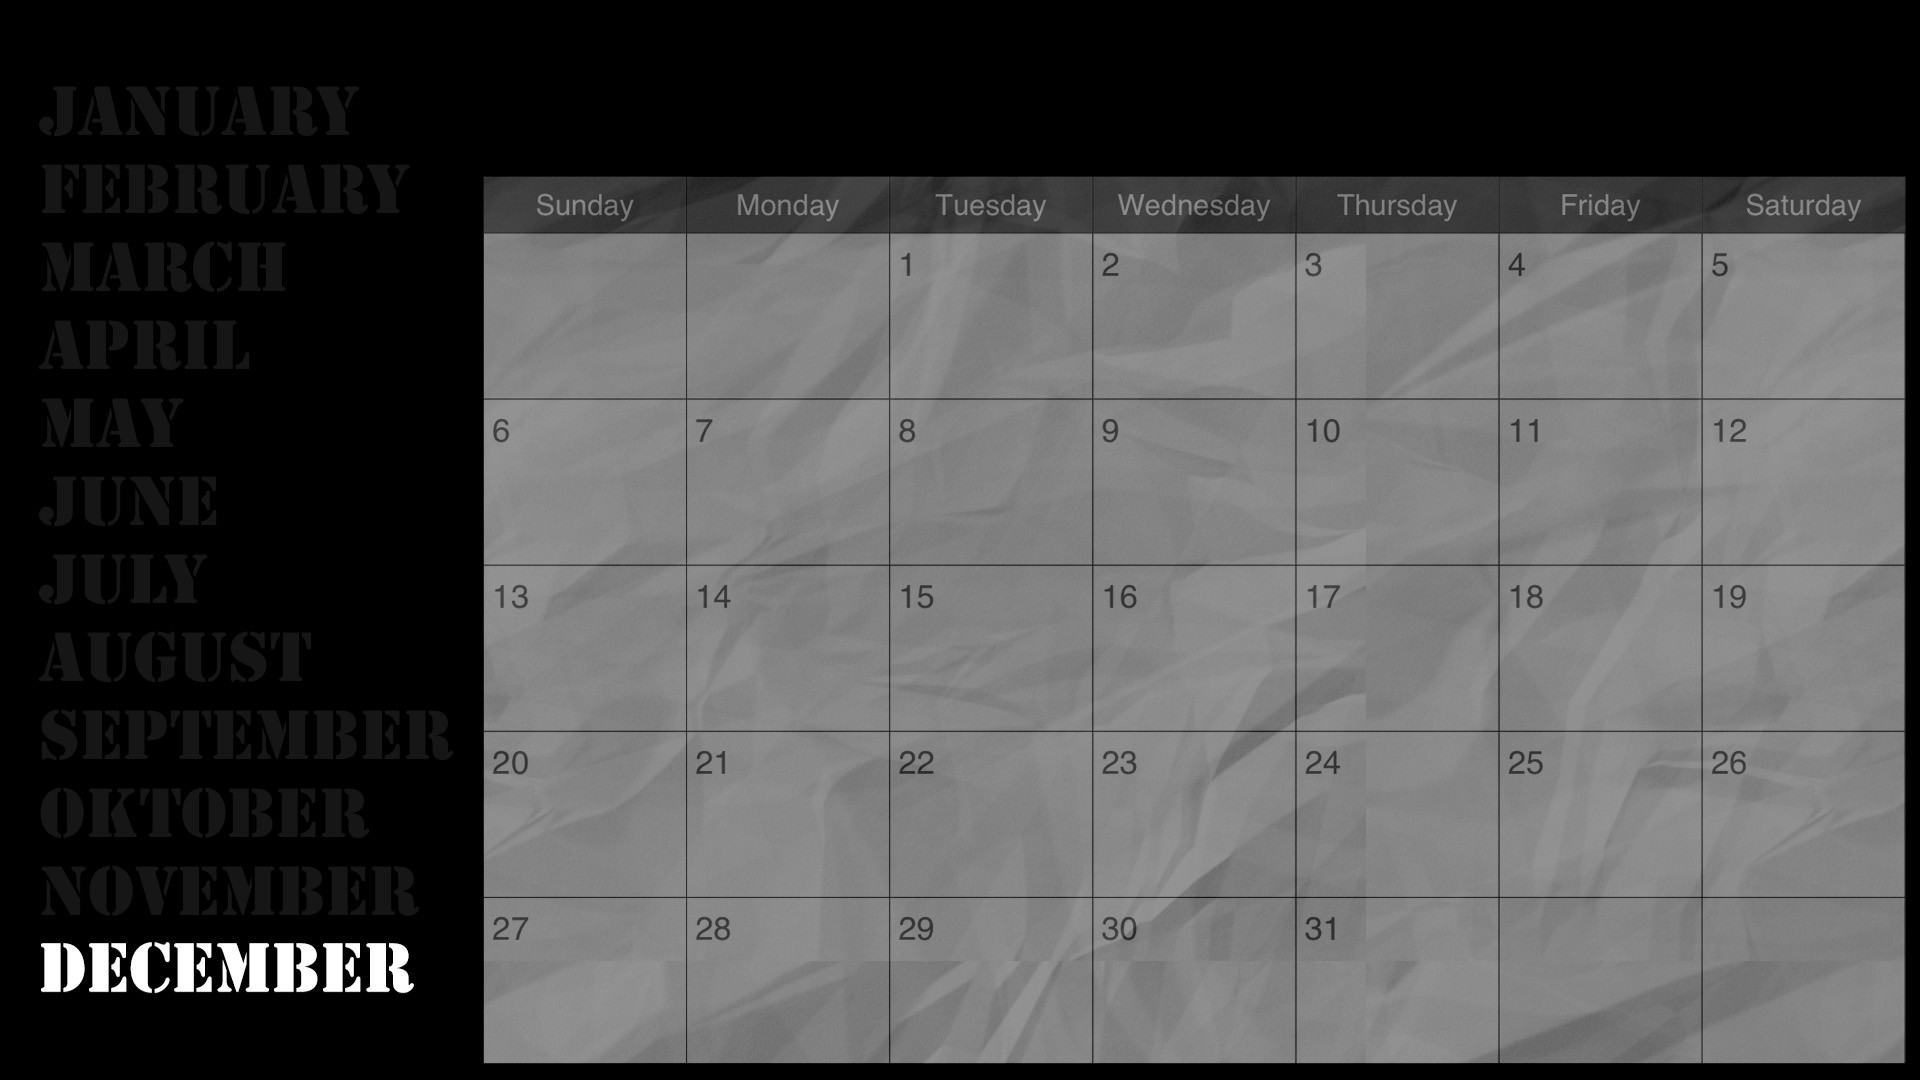 JANUARY
FEBRUARY
MARCH
APRIL
MAY
JUNE
JULY
AUGUST
SEPTEMBER
OKTOBER
NOVEMBER
DECEMBER
Sunday Monday Tuesday Wednesday Thursday Friday Saturday
1 2 3 4 5
6 7 8 9 10 11 12
13 14 15 16 17 18 19
20 21 22 23 24 25 26
27 28 29 30 31